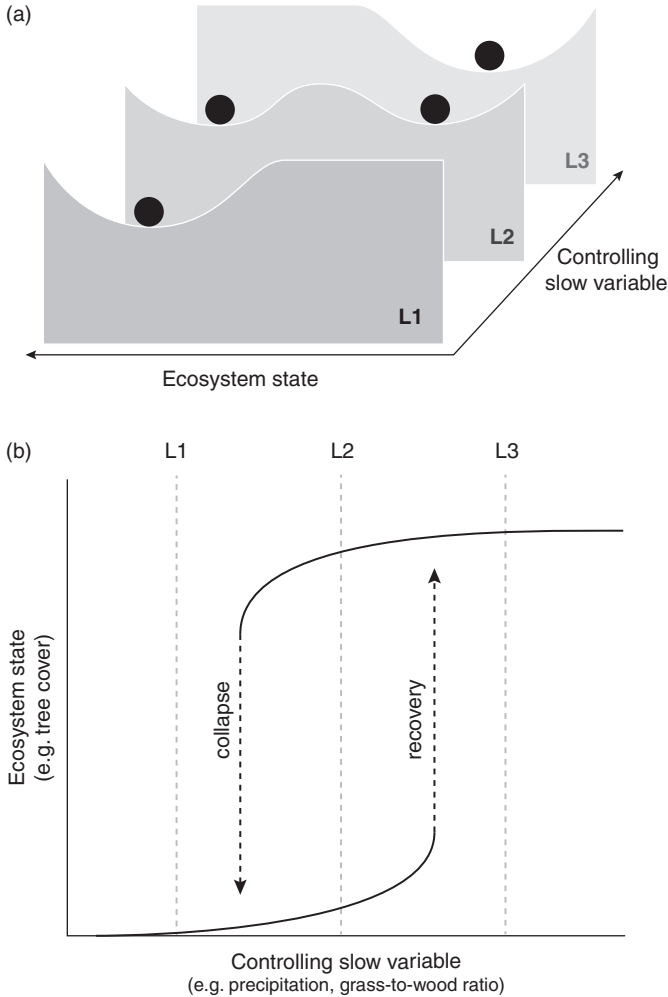 (a)
L3
L2
L1
Controlling
slow variable
Ecosystem state
(b)
L1
L2
L3
Ecosystem state
(e.g. tree cover)
collapse
recovery
Controlling slow variable
(e.g. precipitation, grass-to-wood ratio)